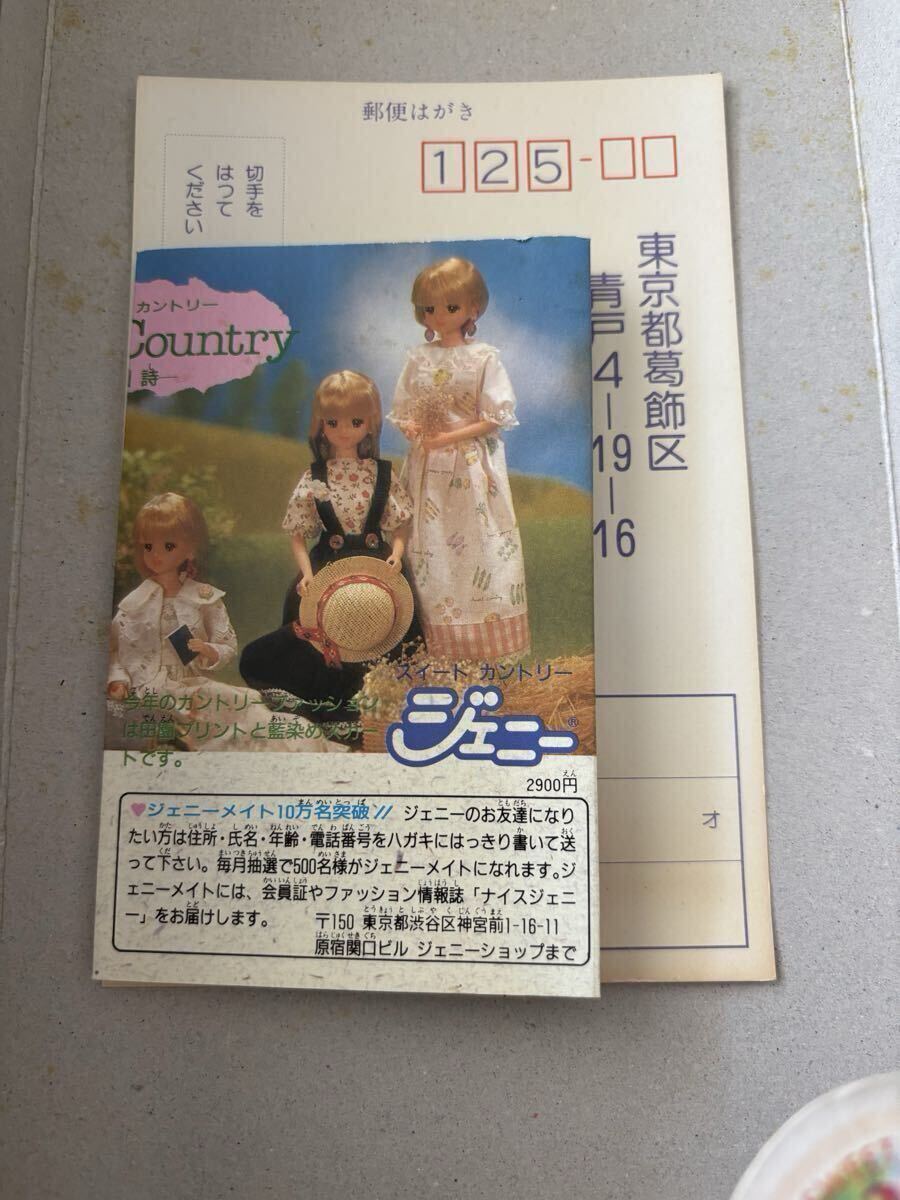 郵便はがき
125-
切手を
はって
ください
東京都葛飾区
青戸4-19-16
カントリー
Country
詩
スイート カントリー
ジェニー®
今年のカントリーファッション
は田園プリントと藍染めスカー
トです。
2900円
♥ジェニーメイト10万名突破!! ジェニーのお友達になり
たい方は住所・氏名・年齢・電話番号をハガキにはっきり書いて送
って下さい。毎月抽選で500名様がジェニーメイトになれます。ジ
ェニーメイトには、会員証やファッション情報誌「ナイスジェニ
ー」をお届けします。 〒150 東京都渋谷区神宮前1-16-11
原宿関口ビル ジェニーショップまで
オ